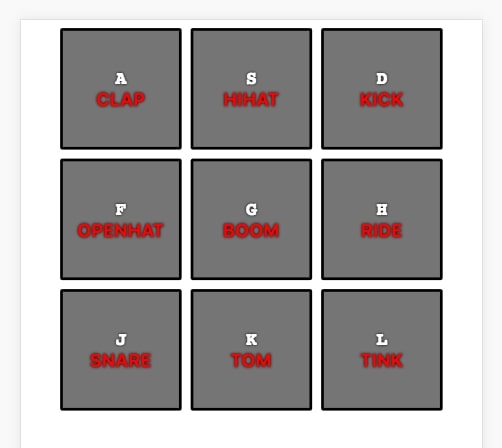 A
CLAP
S
HIHAT
D
KICK
F
OPENHAT
G
BOOM
H
RIDE
J
SNARE
K
TOM
L
TINK